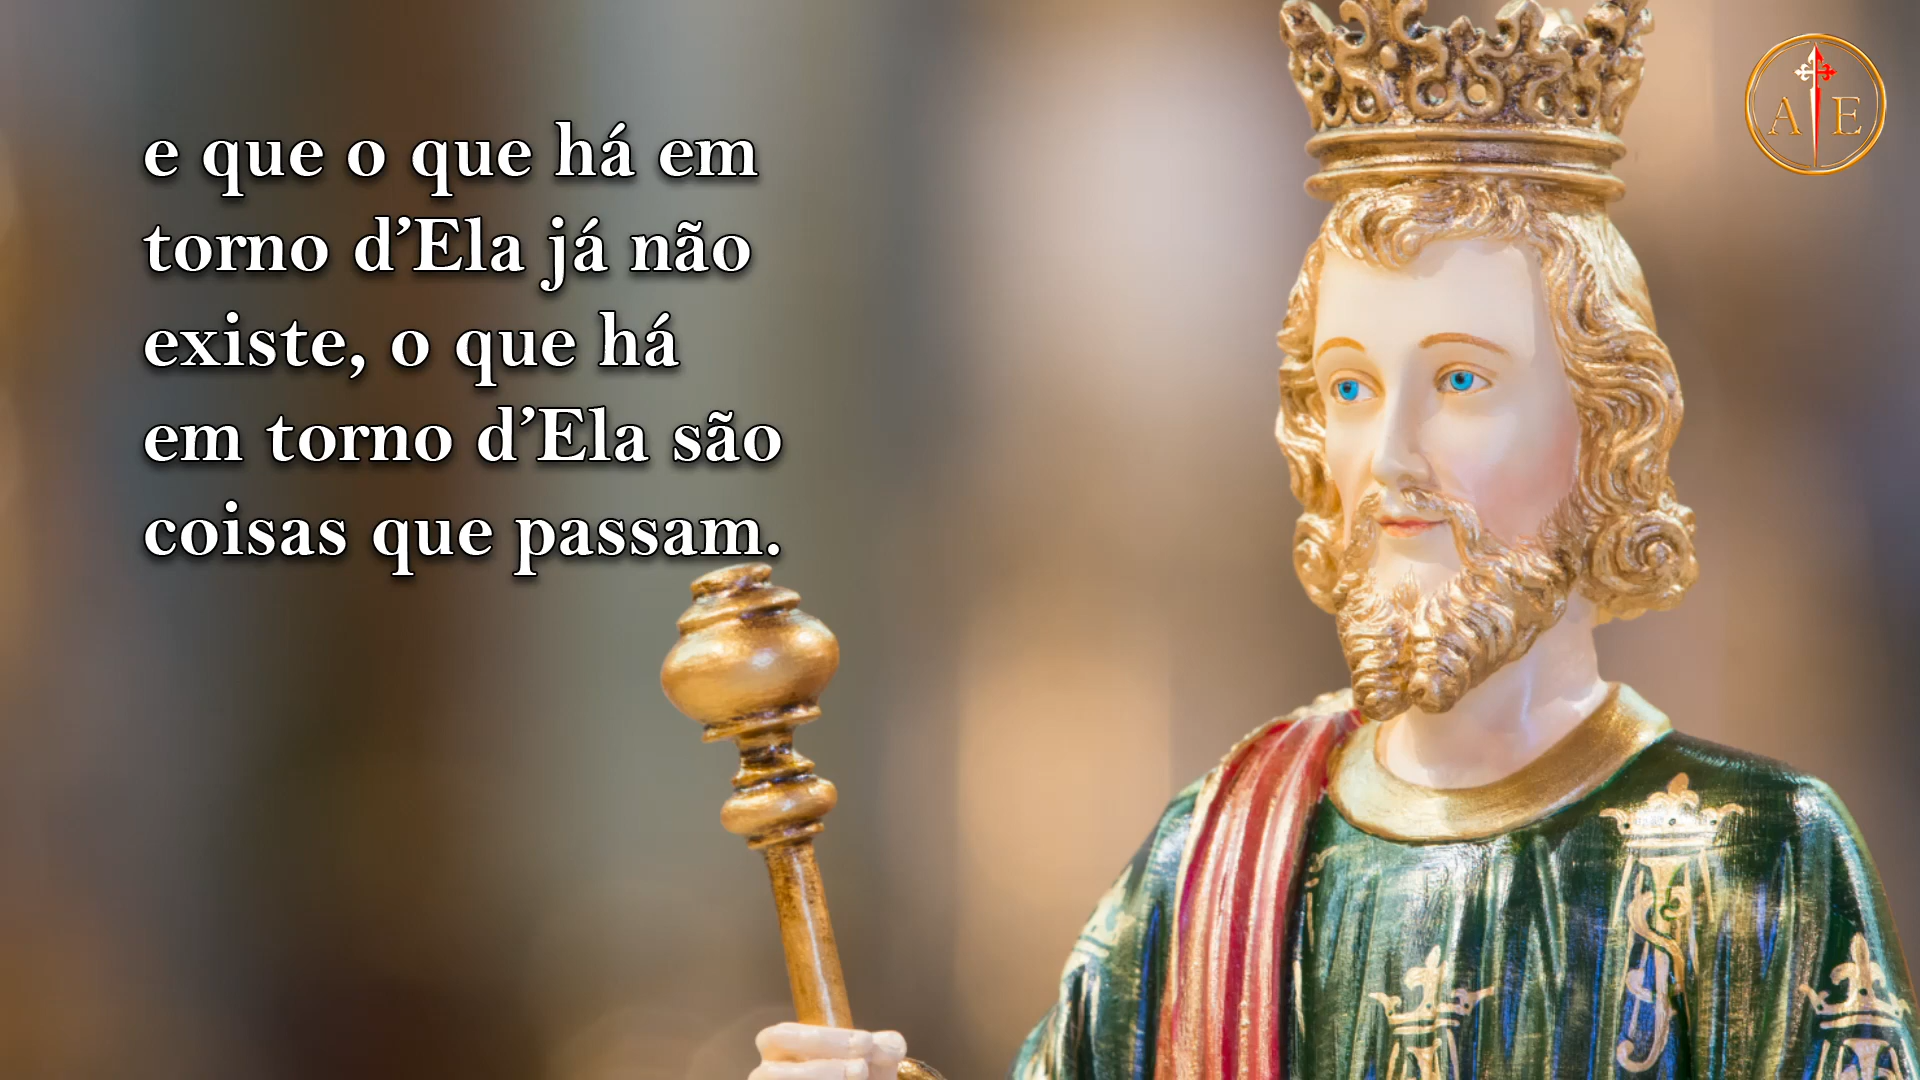 e que o que há em
torno d’Ela já não
existe, o que há
em torno d’Ela são
coisas que passam.
A E